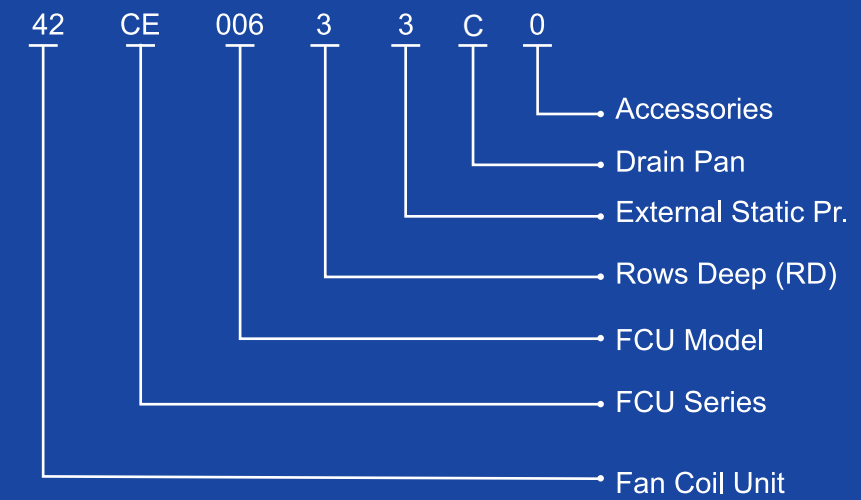 42 CE 006 3 3 C 0
Accessories
Drain Pan
External Static Pr.
Rows Deep (RD)
FCU Model
FCU Series
Fan Coil Unit